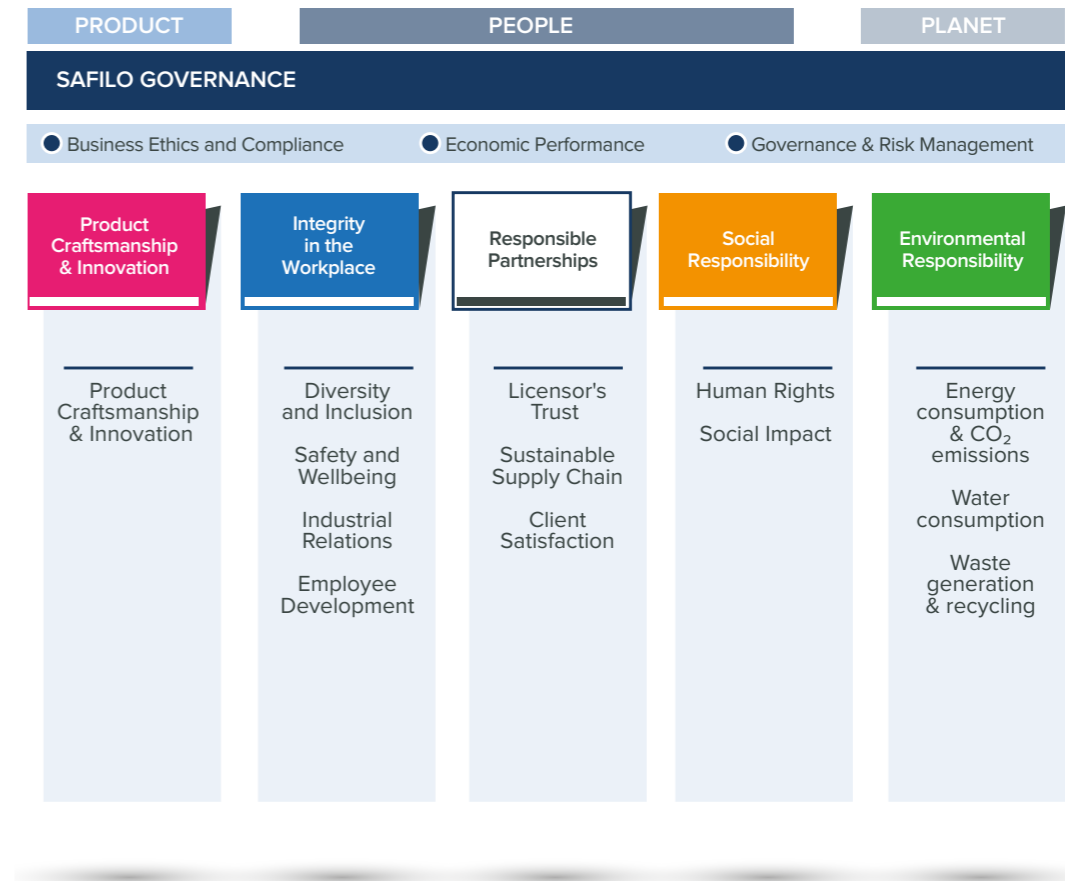 PRODUCT
PEOPLE
PLANET
SAFILO GOVERNANCE
Business Ethics and Compliance
Economic Performance
Governance & Risk Management
Product
Craftsmanship
& Innovation
Integrity
in the
Workplace
Responsible
Partnerships
Social
Responsibility
Environmental
Responsibility
Product
Craftsmanship
& Innovation
Diversity
and Inclusion
Safety and
Wellbeing
Industrial
Relations
Employee
Development
Licensor's
Trust
Sustainable
Supply Chain
Client
Satisfaction
Human Rights
Social Impact
Energy
consumption
& CO₂
emissions
Water
consumption
Waste
generation
& recycling